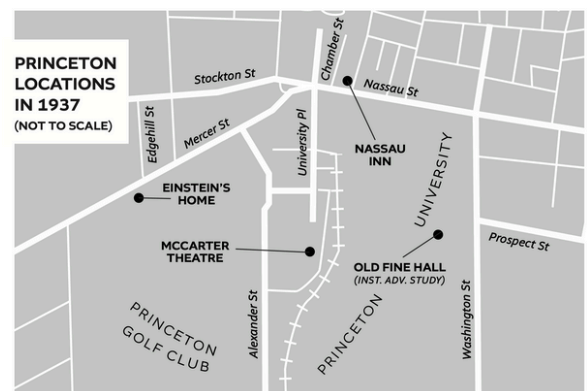 PRINCETON
LOCATIONS
IN 1937
(NOT TO SCALE)
Stockton St
Chamber St
Nassau St
Edgehill St
Mercer St
University Pl
NASSAU
INN
EINSTEIN'S
HOME
MCCARTER
THEATRE
UNIVERSITY
Prospect St
OLD FINE HALL
(INST. ADV. STUDY)
PRINCETON
GOLF CLUB
Alexander St
PRINCETON
Washington St